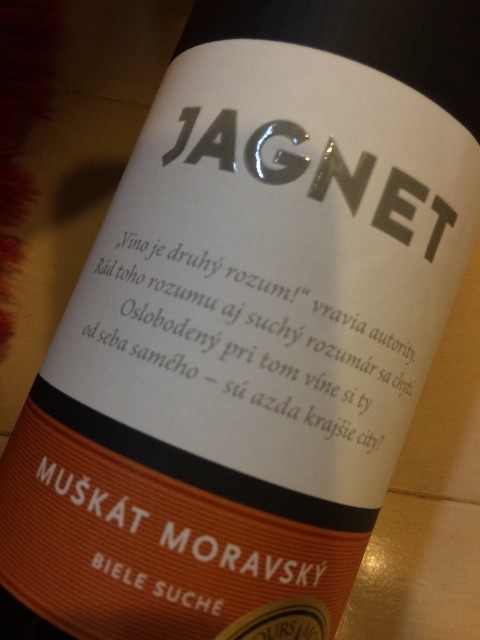 JAGNET
„Víno je druhý rozum!“ vravia autority.
Rád toho rozumu aj suchý rozumár sa chytí.
Oslobodený pri tom víne si ty
od seba samého – sú azda krajšie city?
MUŠKÁT MORAVSKÝ
BIELE SUCHÉ